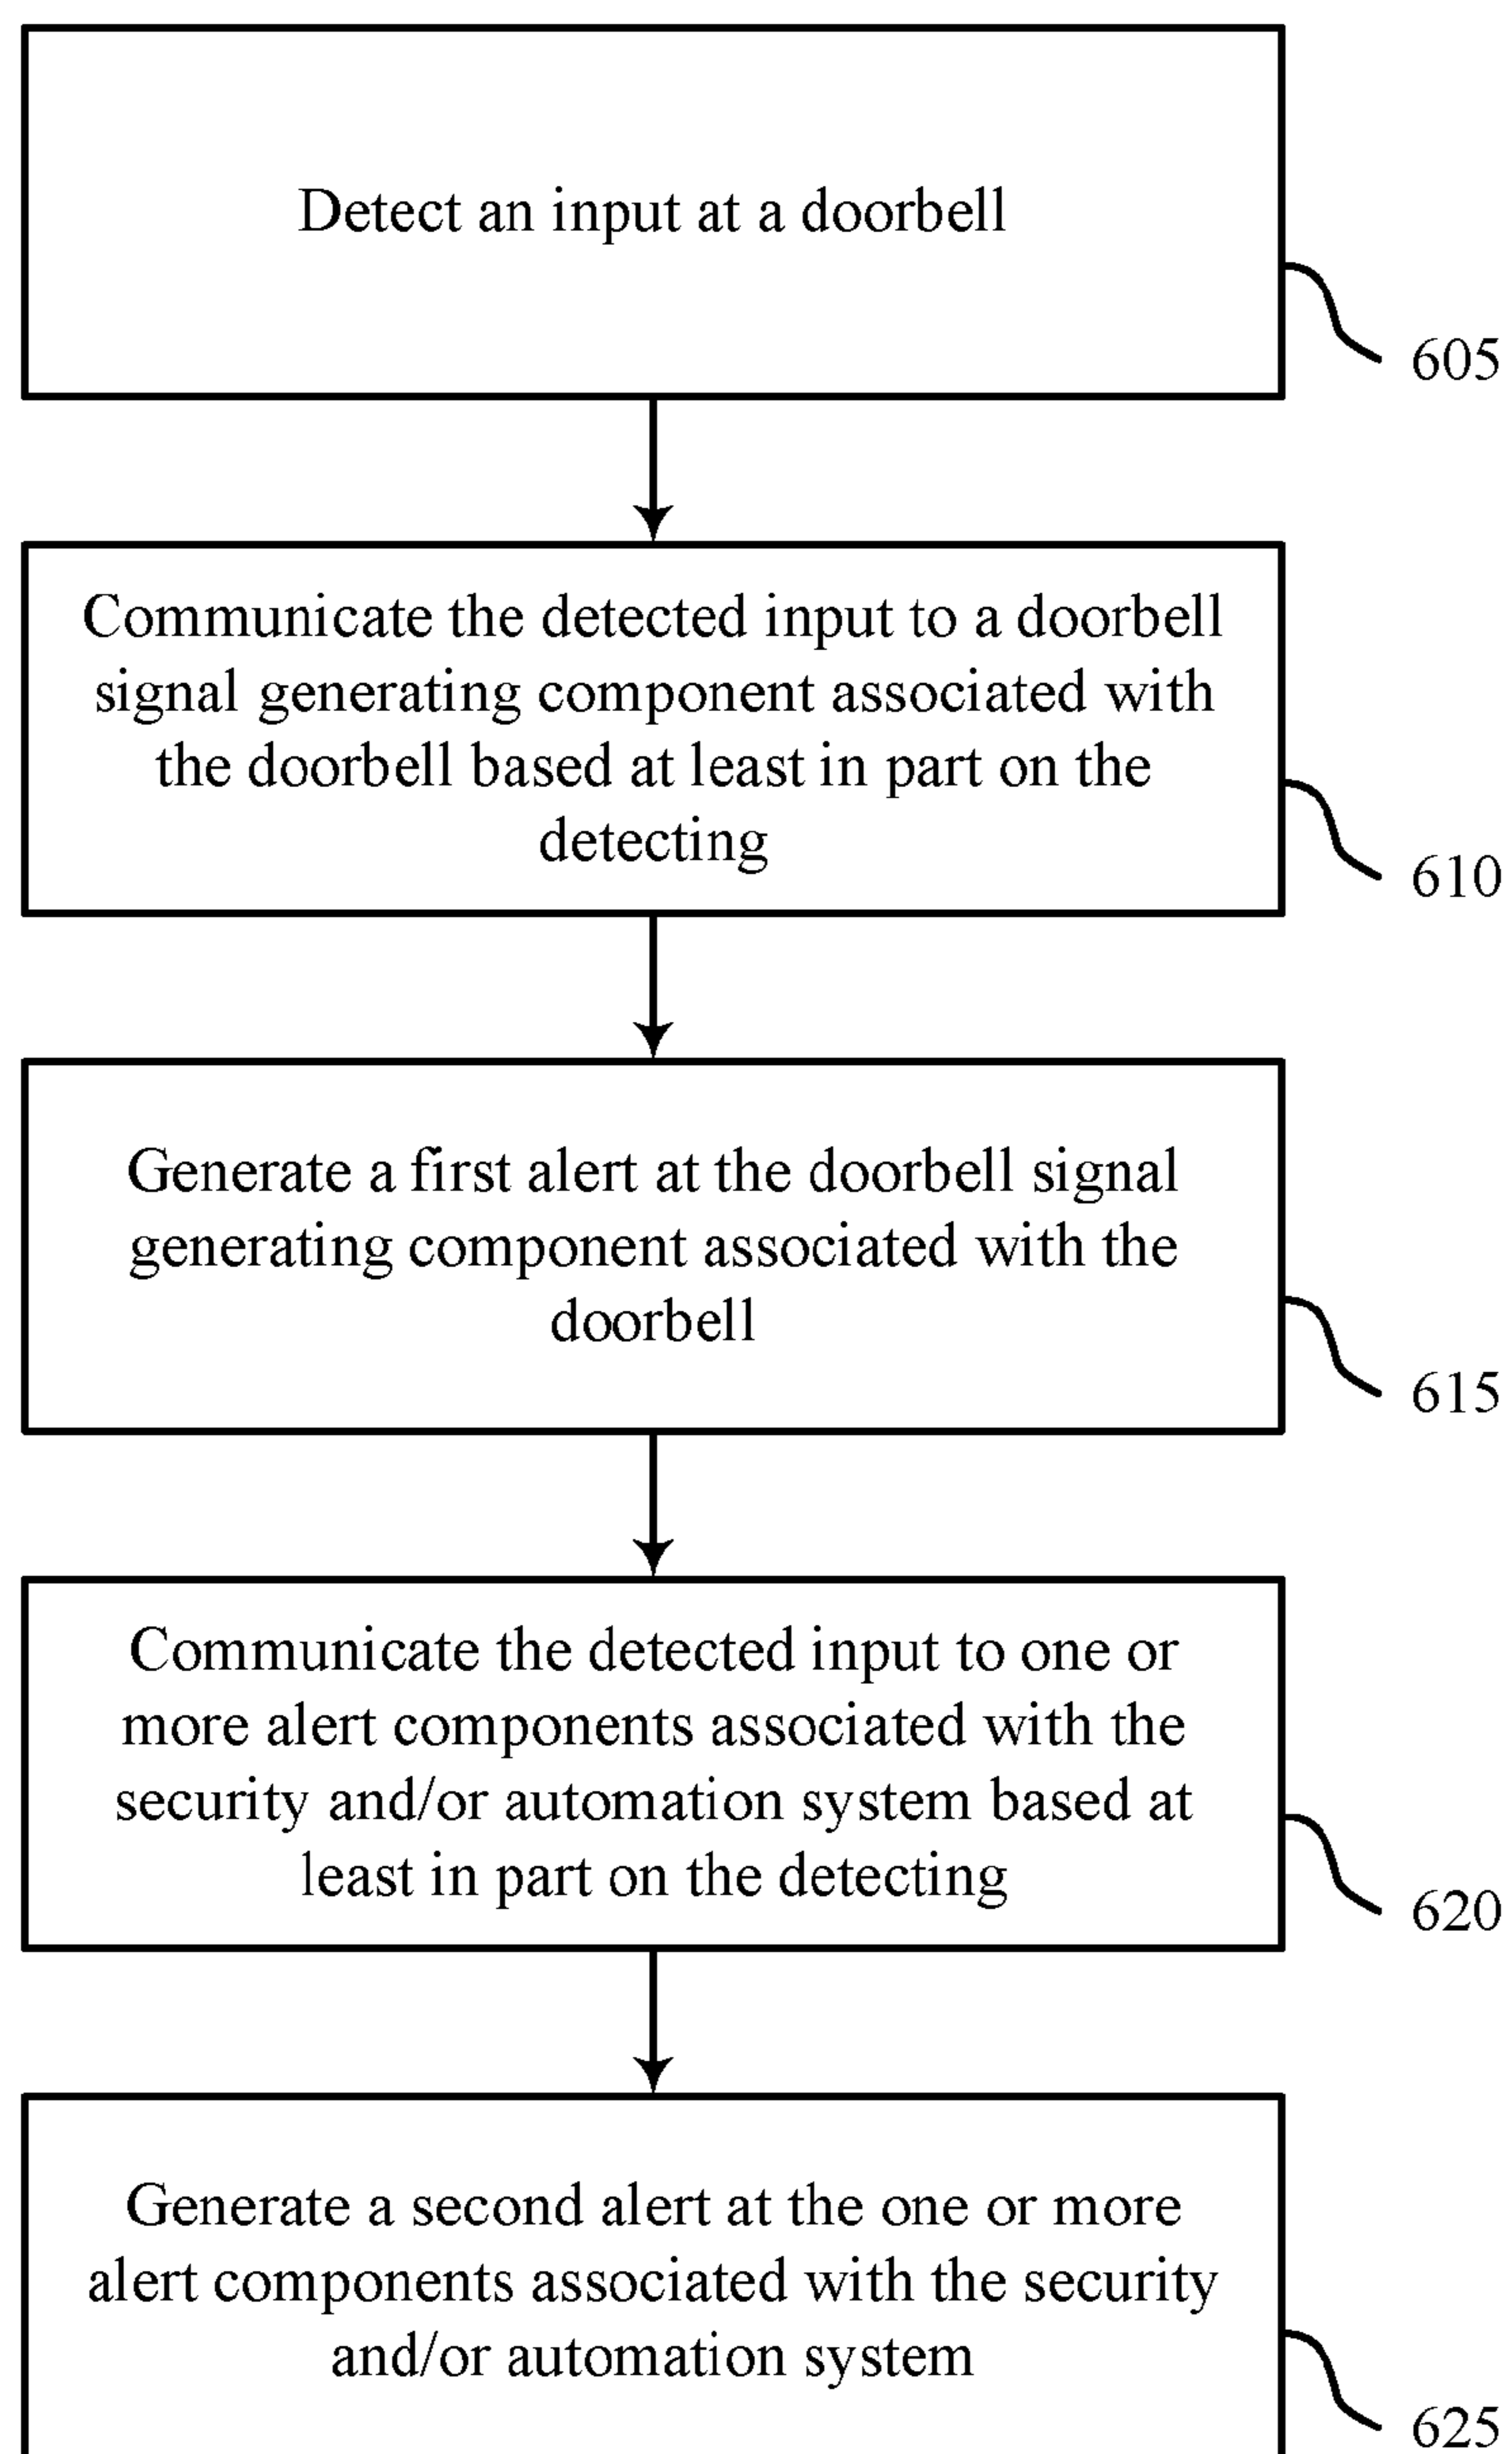 Detect an input at a doorbell
605
Communicate the detected input to a doorbell
signal generating component associated with
the doorbell based at least in part on the
detecting
610
Generate a first alert at the doorbell signal
generating component associated with the
doorbell
615
Communicate the detected input to one or
more alert components associated with the
security and/or automation system based at
least in part on the detecting
620
Generate a second alert at the one or more
alert components associated with the security
and/or automation system
625